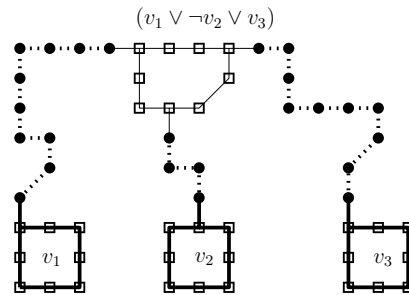 (v₁ ∨ ¬v₂ ∨ v₃)
v₁ v₂ v₃